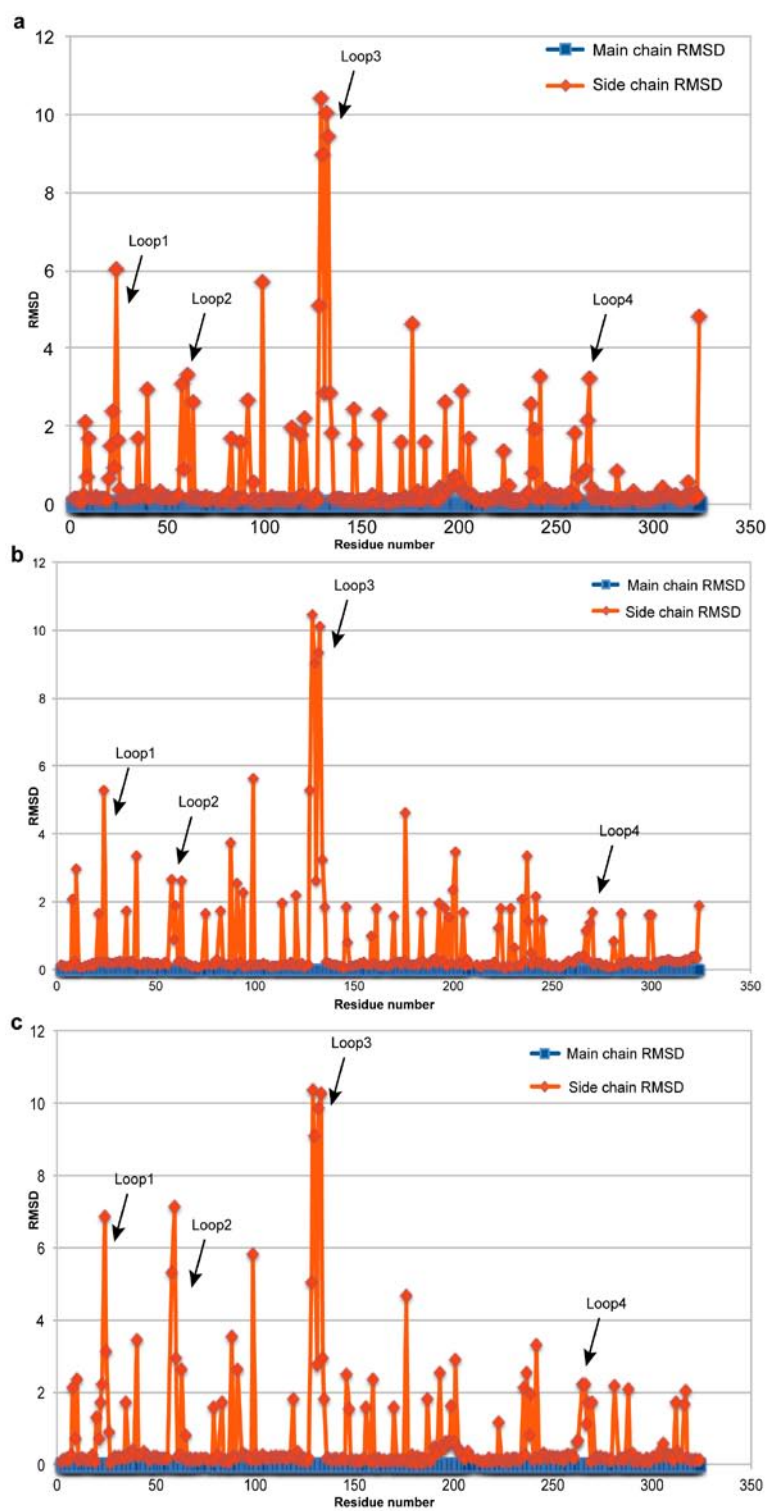 a
12
Main chain RMSD
Loop3
Side chain RMSD
10
8
Loop1
6
RMSD
Loop2
Loop4
4
2
0
0 50 100 150 200 250 300 350
Residue number
b
12
Main chain RMSD
Loop3
Side chain RMSD
10
8
Loop1
6
RMSD
Loop2
Loop4
4
2
0
0 50 100 150 200 250 300 350
Residue number
c
12
Loop3
Main chain RMSD
10
Side chain RMSD
8
Loop1
RMSD
Loop2
6
4
Loop4
2
0
0 50 100 150 200 250 300 350
Residue number